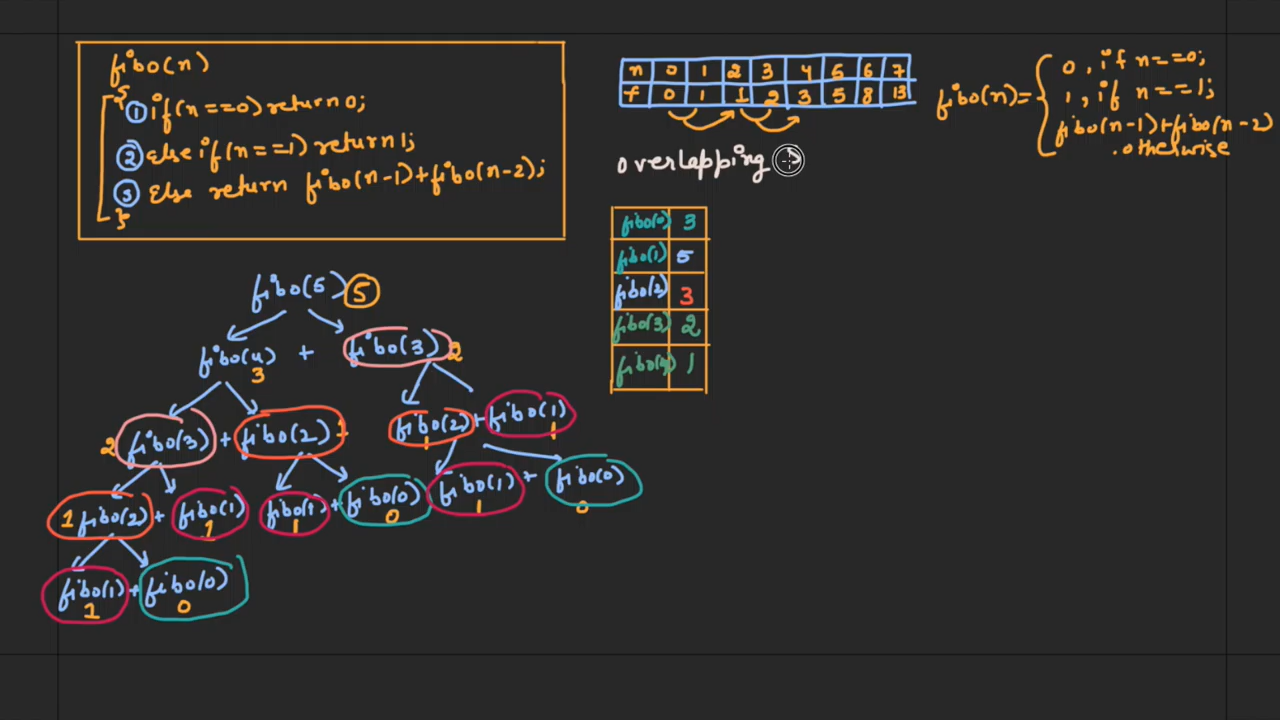 fibo(n)
{
① if(n==0) return 0;
② Else if(n==1) return 1;
③ Else return fibo(n-1)+fibo(n-2);
}
n 0 1 2 3 4 5 6 7
f 0 1 1 2 3 5 8 13
fibo(n)= { 0, if n==0;
1, if n==1;
fibo(n-1)+fibo(n-2)
, otherwise
overlapping
fibo(0) 3
fibo(1) 5
fibo(2) 3
fibo(3) 2
fibo(4) 1
fibo(5) 5
fibo(4) + fibo(3) 2
3
2 fibo(3) + fibo(2) 1 fibo(2) + fibo(1)
1 1
1 fibo(2) + fibo(1) fibo(1) + fibo(0) fibo(1) + fibo(0)
1 1 0 1 0
fibo(1) + fibo(0)
1 0